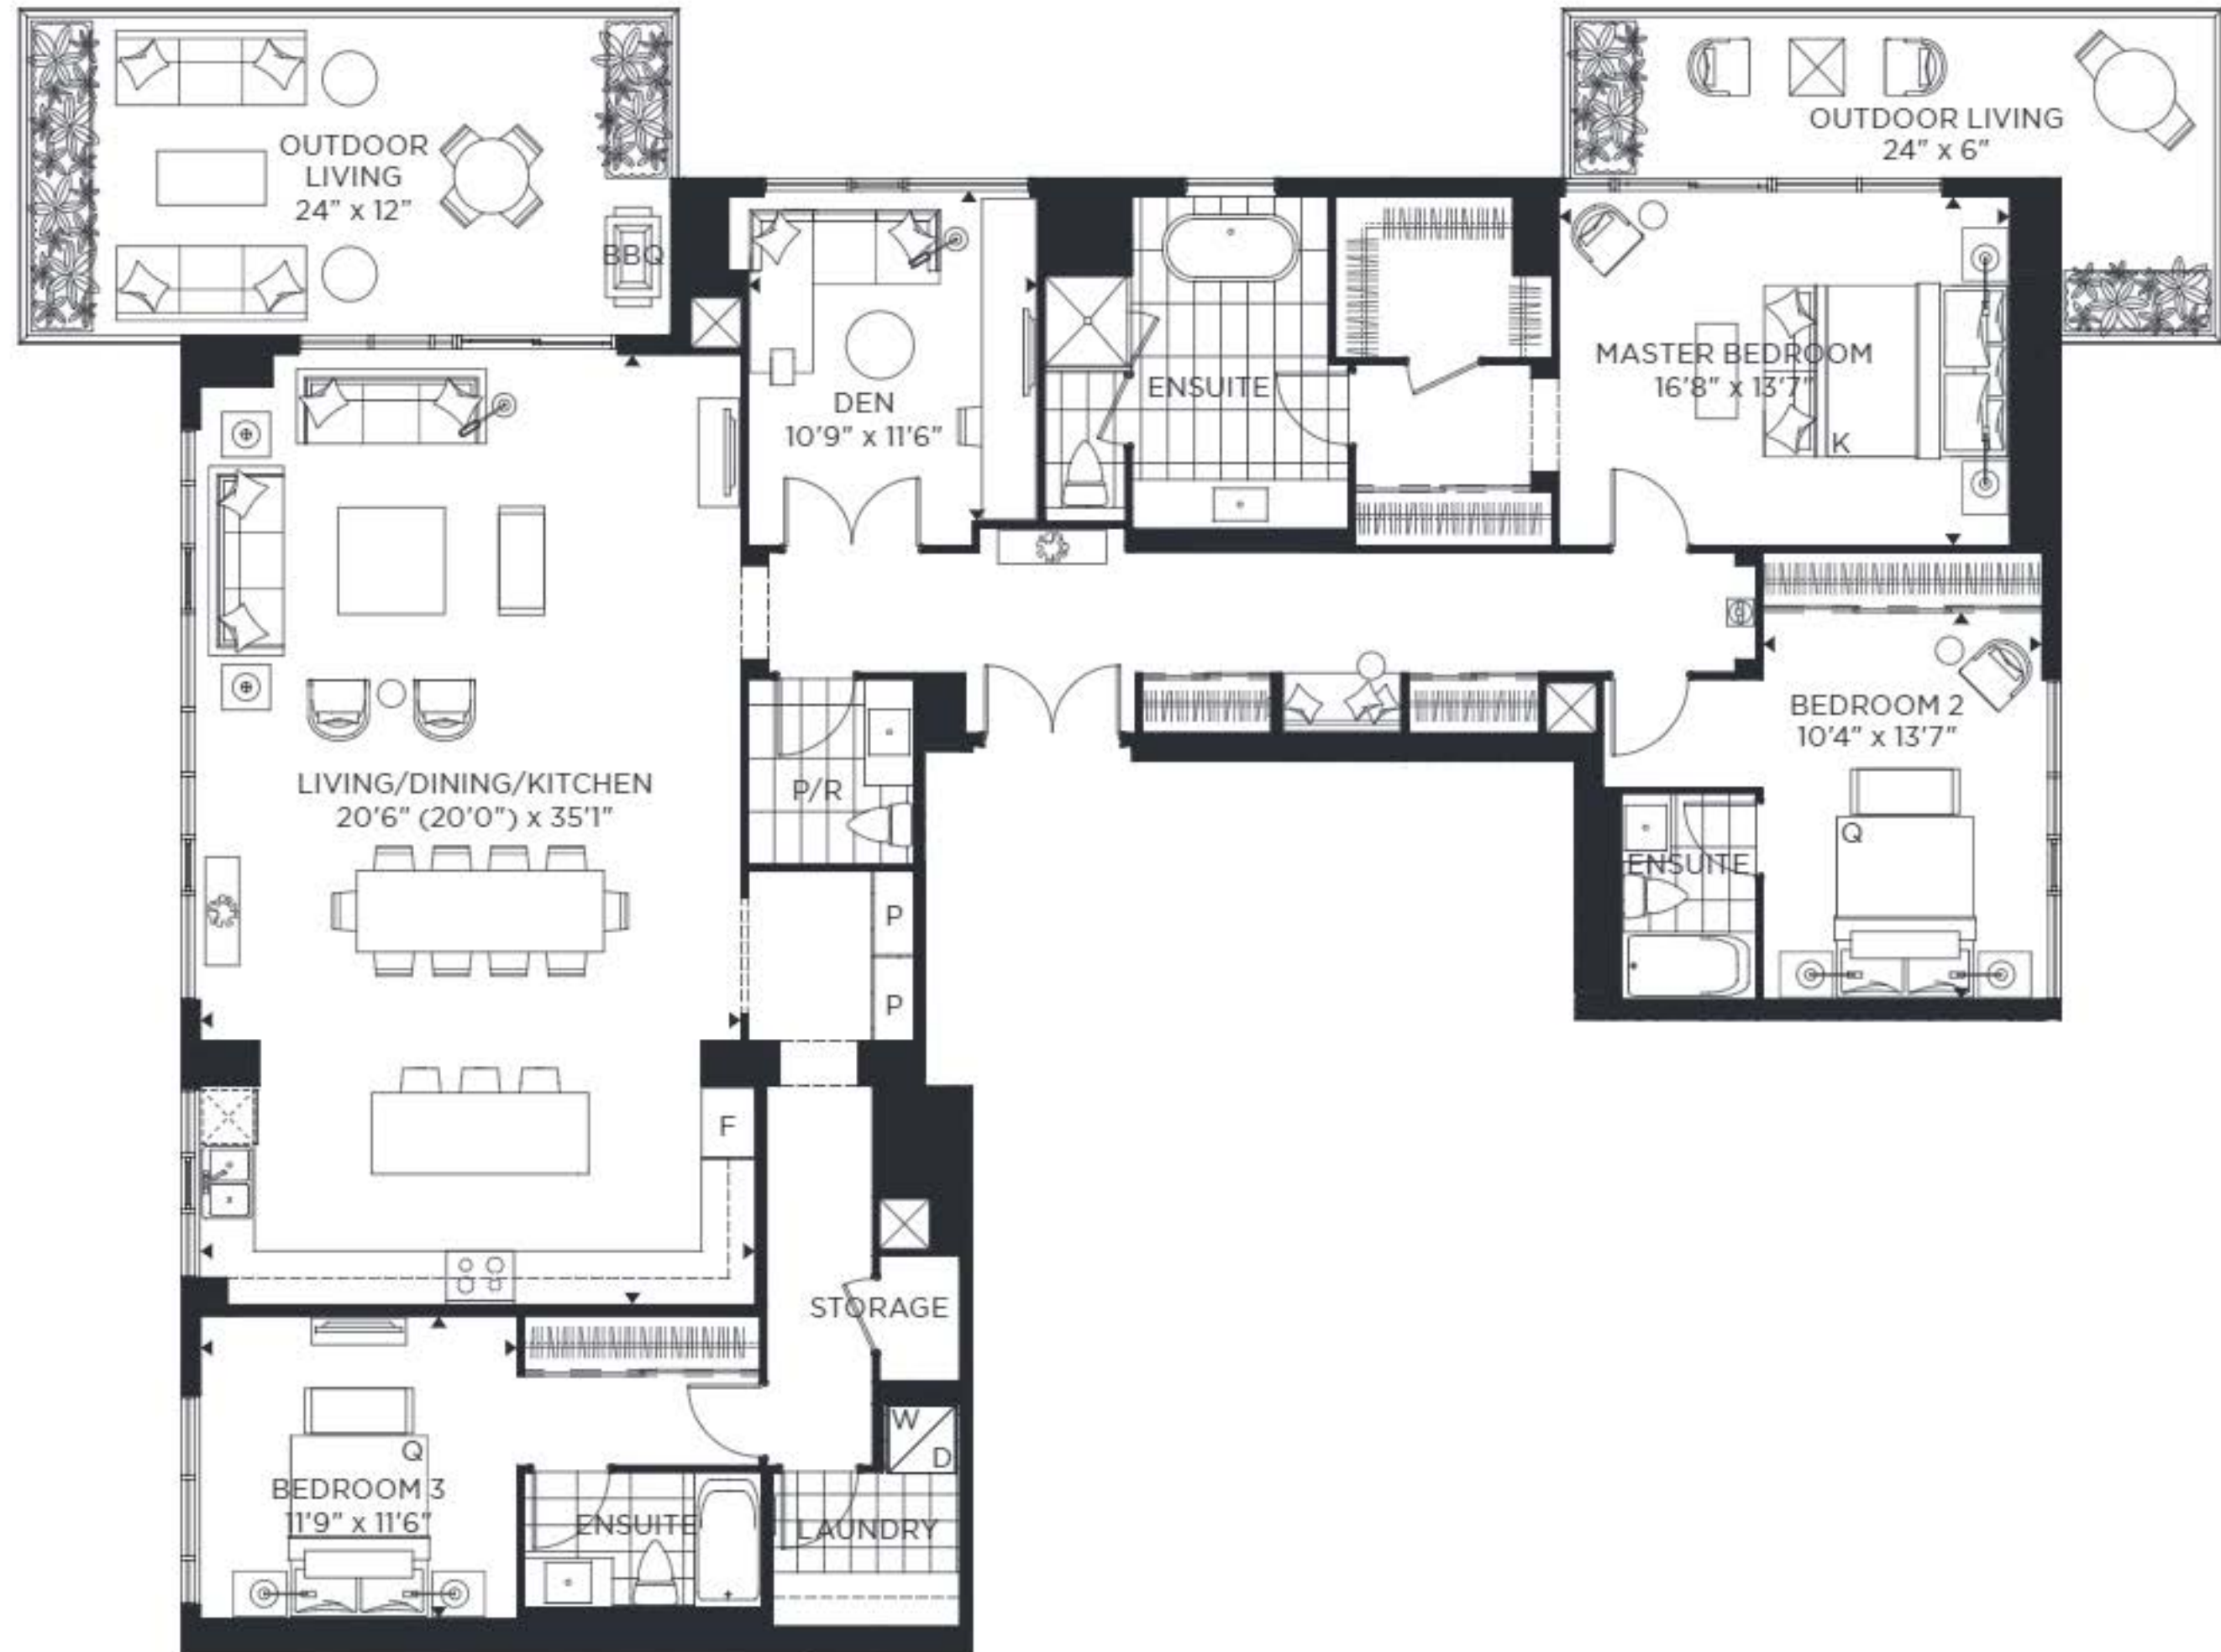 OUTDOOR
LIVING
24" x 12"
BBQ
OUTDOOR LIVING
24" x 6"
DEN
10'9" x 11'6"
ENSUITE
MASTER BEDROOM
16'8" x 13'7"
K
LIVING/DINING/KITCHEN
20'6" (20'0") x 35'1"
P/R
BEDROOM 2
10'4" x 13'7"
Q
ENSUITE
P
P
F
STORAGE
W
D
Q
BEDROOM 3
11'9" x 11'6"
ENSUITE
LAUNDRY